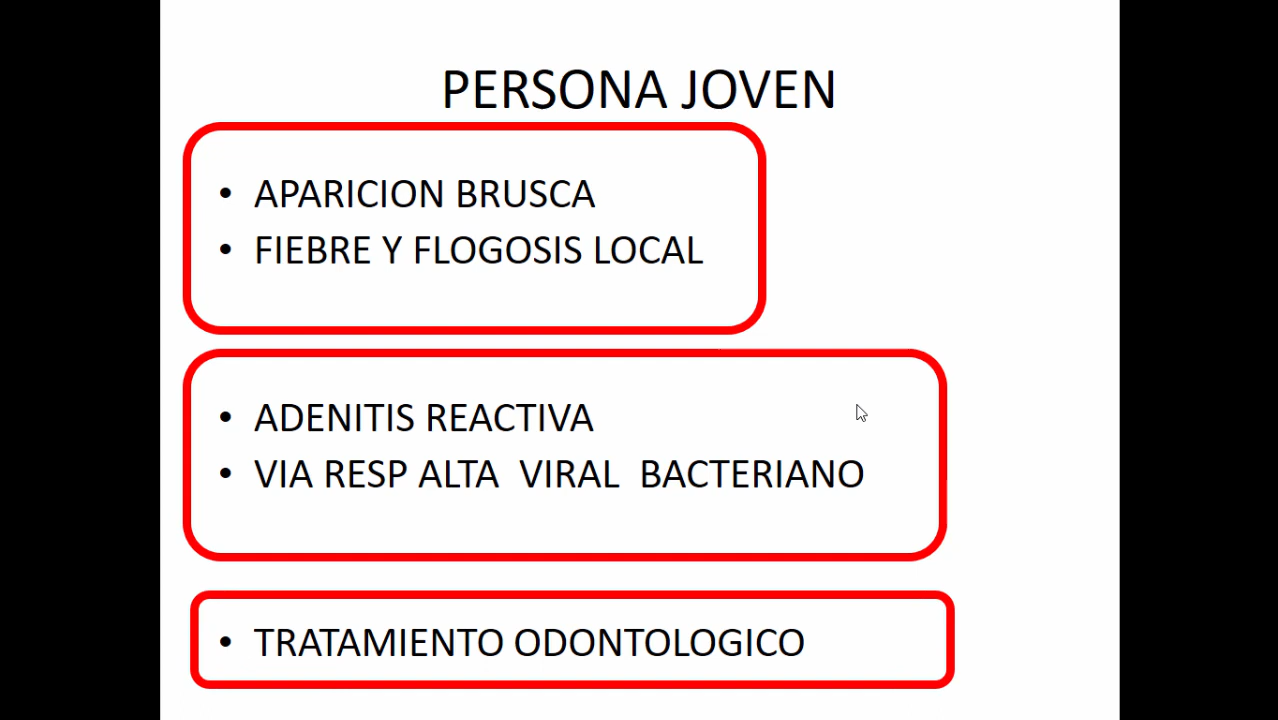 PERSONA JOVEN
• APARICION BRUSCA
• FIEBRE Y FLOGOSIS LOCAL
• ADENITIS REACTIVA
• VIA RESP ALTA  VIRAL  BACTERIANO
• TRATAMIENTO ODONTOLOGICO